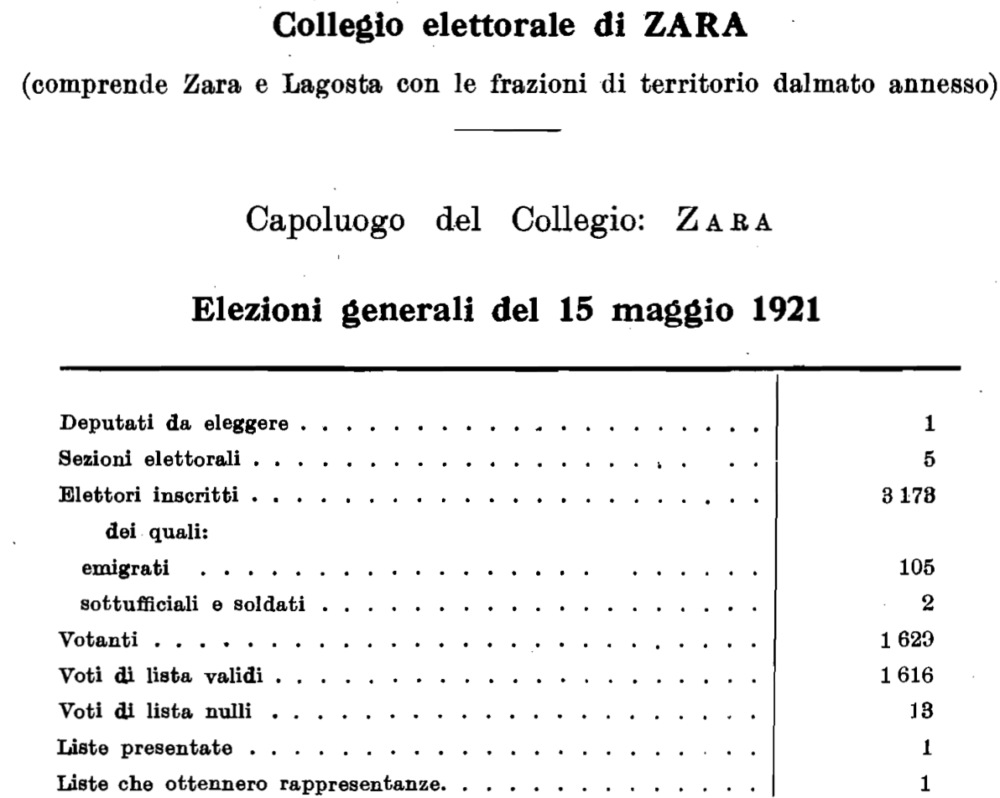 Collegio elettorale di ZARA
(comprende Zara e Lagosta con le frazioni di territorio dalmato annesso)
Capoluogo del Collegio: ZARA
Elezioni generali del 15 maggio 1921
Deputati da eleggere . . . . . . . . . . . . . . . . . . . . 1
Sezioni elettorali . . . . . . . . . . . . . . . . . . . . . 5
Elettori inscritti . . . . . . . . . . . . . . . . . . . . . 3 173
dei quali:
emigrati . . . . . . . . . . . . . . . . . . . . . . . 105
sottufficiali e soldati . . . . . . . . . . . . . . . . . . . 2
Votanti . . . . . . . . . . . . . . . . . . . . . . . . . . 1 629
Voti di lista validi . . . . . . . . . . . . . . . . . . . . . 1 616
Voti di lista nulli . . . . . . . . . . . . . . . . . . . . . 13
Liste presentate . . . . . . . . . . . . . . . . . . . . . . 1
Liste che ottennero rappresentanze. . . . . . . . . . . . . . 1